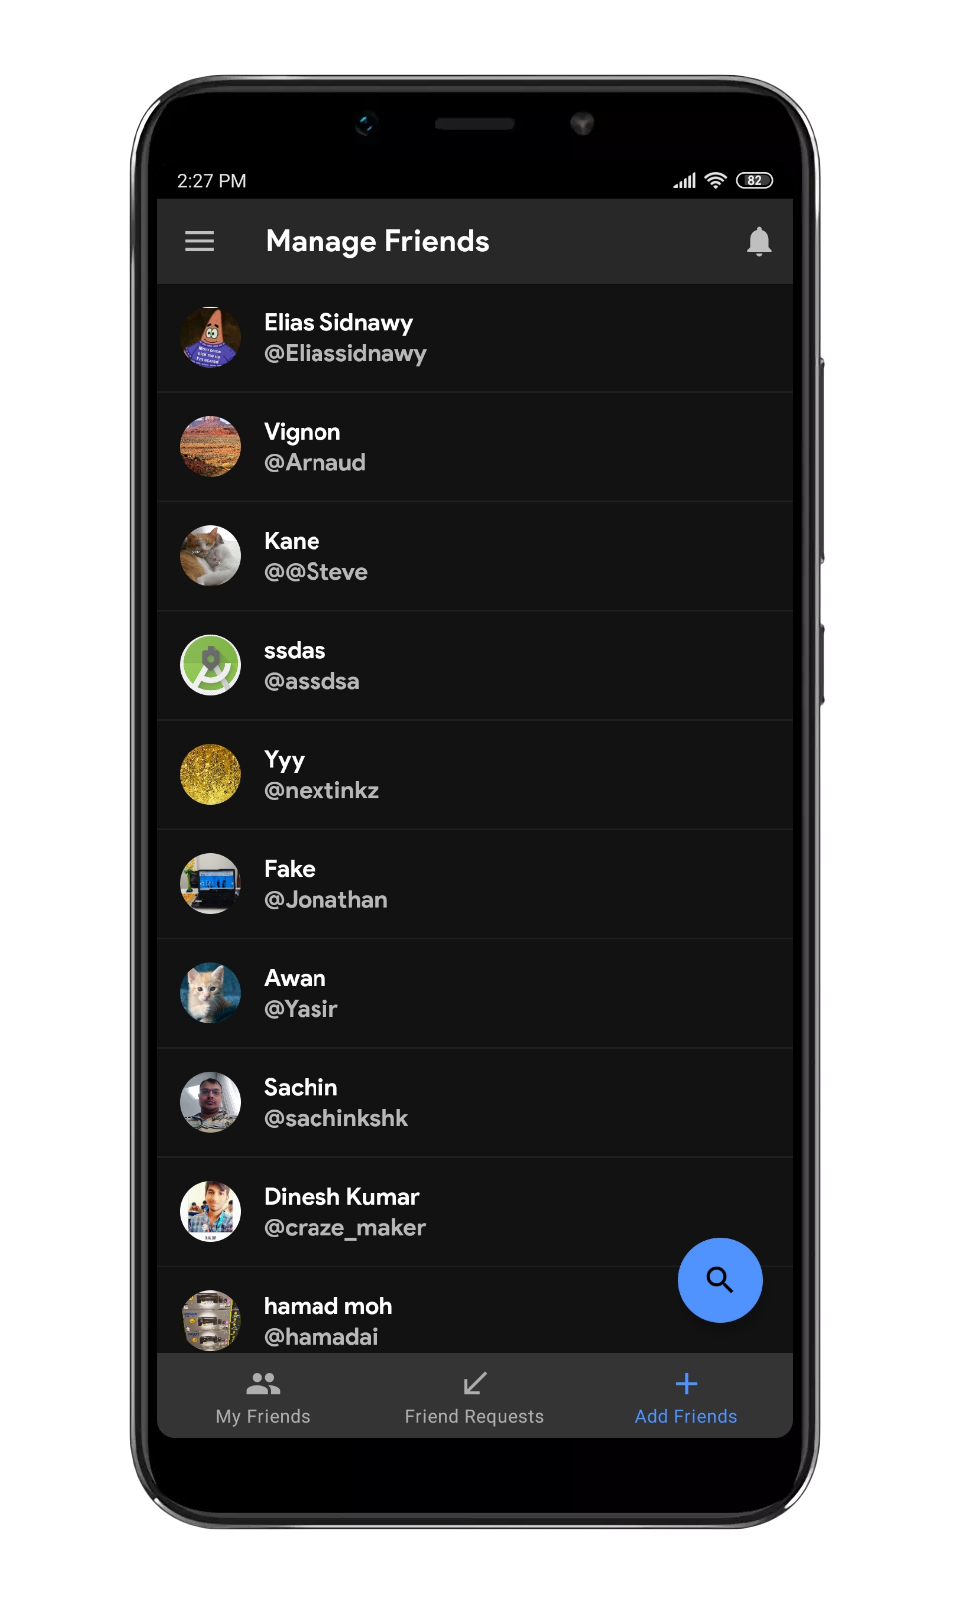 2:27 PM
82
Manage Friends
Elias Sidnawy
@Eliassidnawy
Vignon
@Arnaud
Kane
@@Steve
ssdas
@assdsa
Yyy
@nextinkz
Fake
@Jonathan
Awan
@Yasir
Sachin
@sachinkshk
Dinesh Kumar
@craze_maker
hamad moh
@hamadai
My Friends
Friend Requests
Add Friends